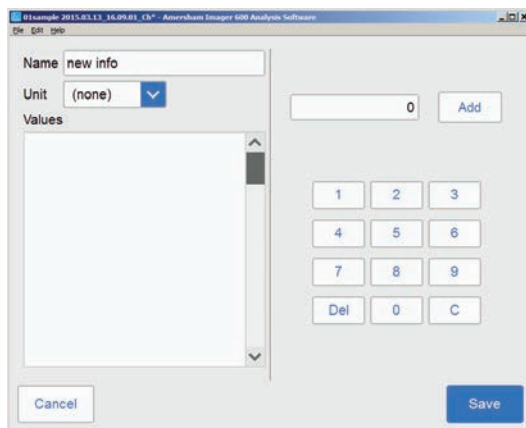 01sample 2015.03.13_16.09.01_Ch* - Amersham Imager 600 Analysis Software
File Edit Help
Name new info
Unit (none)
0 Add
Values
1 2 3
4 5 6
7 8 9
Del 0 C
Cancel Save